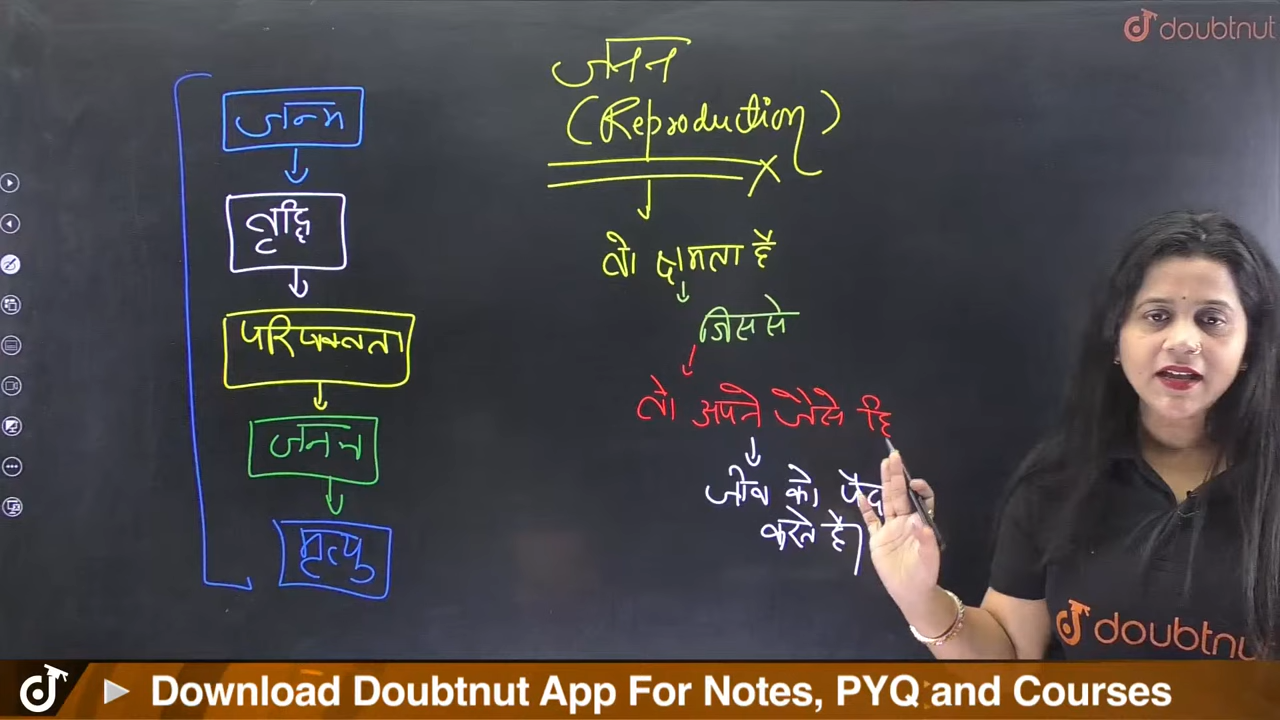 doubtnut
जनन
(Reproduction)
जन्म
वृद्धि
परिपक्वता
जनन
मृत्यु
वो क्षमता है
जिससे
वो अपने जैसे हि
जीव को पैदा
करते है।
doubtnut
Download Doubtnut App For Notes, PYQ and Courses